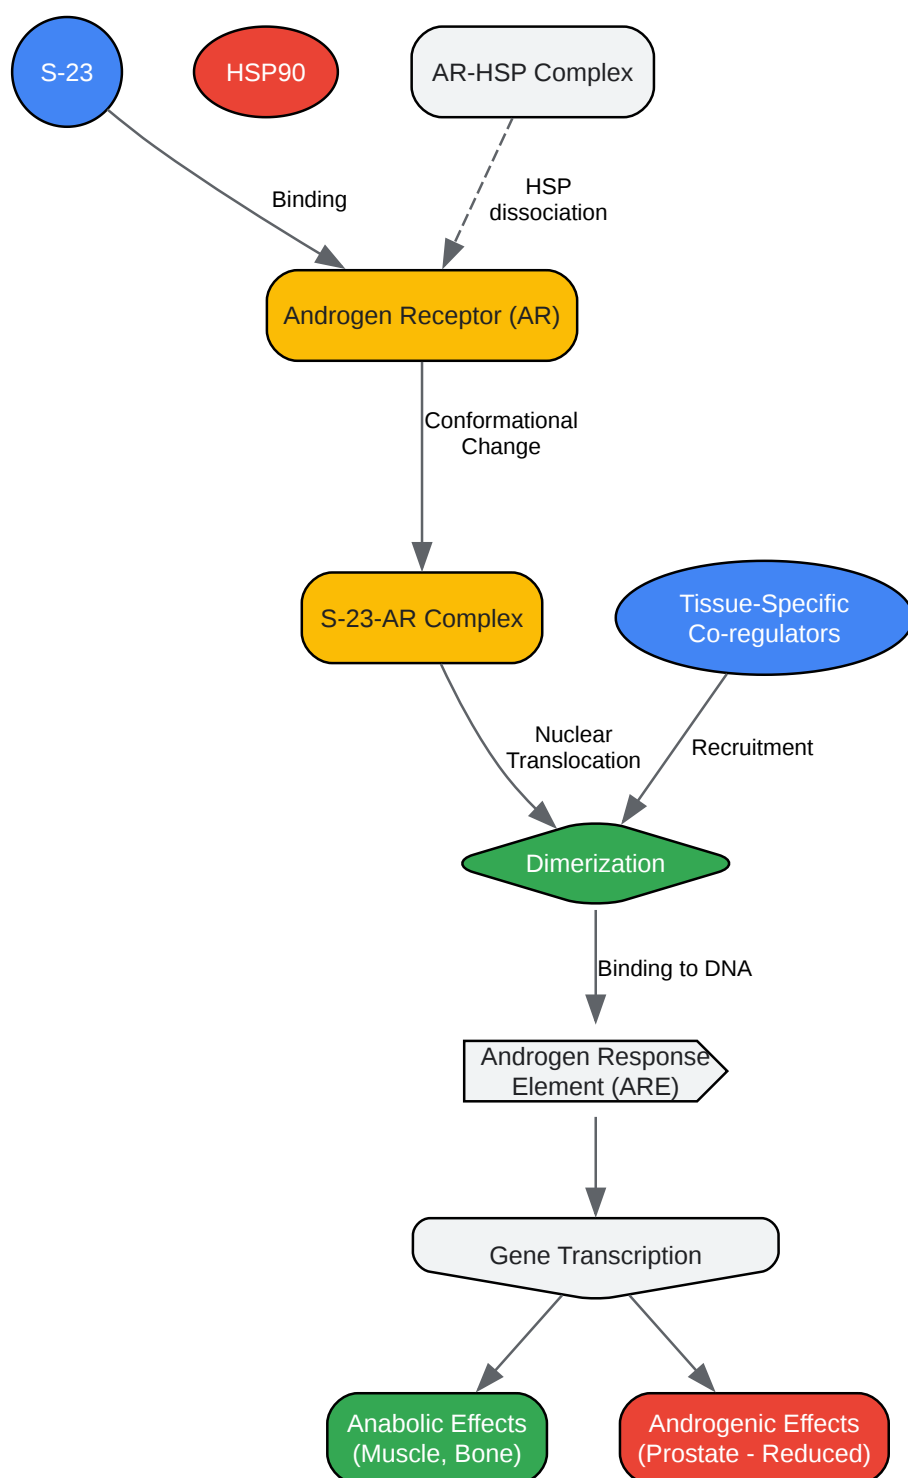 S-23
HSP90
AR-HSP Complex
Binding
HSP
dissociation
Androgen Receptor (AR)
Conformational
Change
S-23-AR Complex
Tissue-Specific
Co-regulators
Nuclear
Translocation
Recruitment
Dimerization
Binding to DNA
Androgen Response
Element (ARE)
Gene Transcription
Anabolic Effects
(Muscle, Bone)
Androgenic Effects
(Prostate - Reduced)